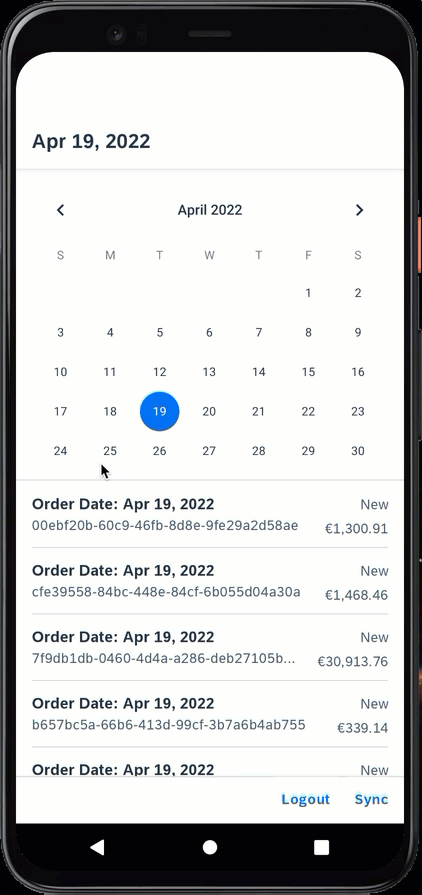 Apr 19, 2022
April 2022
S M T W T F S
1 2
3 4 5 6 7 8 9
10 11 12 13 14 15 16
17 18 19 20 21 22 23
24 25 26 27 28 29 30
Order Date: Apr 19, 2022 New
00ebf20b-60c9-46fb-8d8e-9fe29a2d58ae €1,300.91
Order Date: Apr 19, 2022 New
cfe39558-84bc-448e-84cf-6b055d04a30a €1,468.46
Order Date: Apr 19, 2022 New
7f9db1db-0460-4d4a-a286-deb27105b... €30,913.76
Order Date: Apr 19, 2022 New
b657bc5a-66b6-413d-99cf-3b7a6b4ab755 €339.14
Order Date: Apr 19, 2022 New
Logout Sync